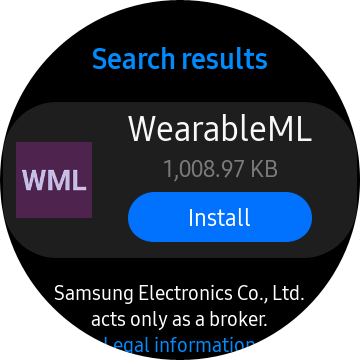 Search results
WearableML
WML
1,008.97 KB
Install
Samsung Electronics Co., Ltd.
acts only as a broker.
Legal information